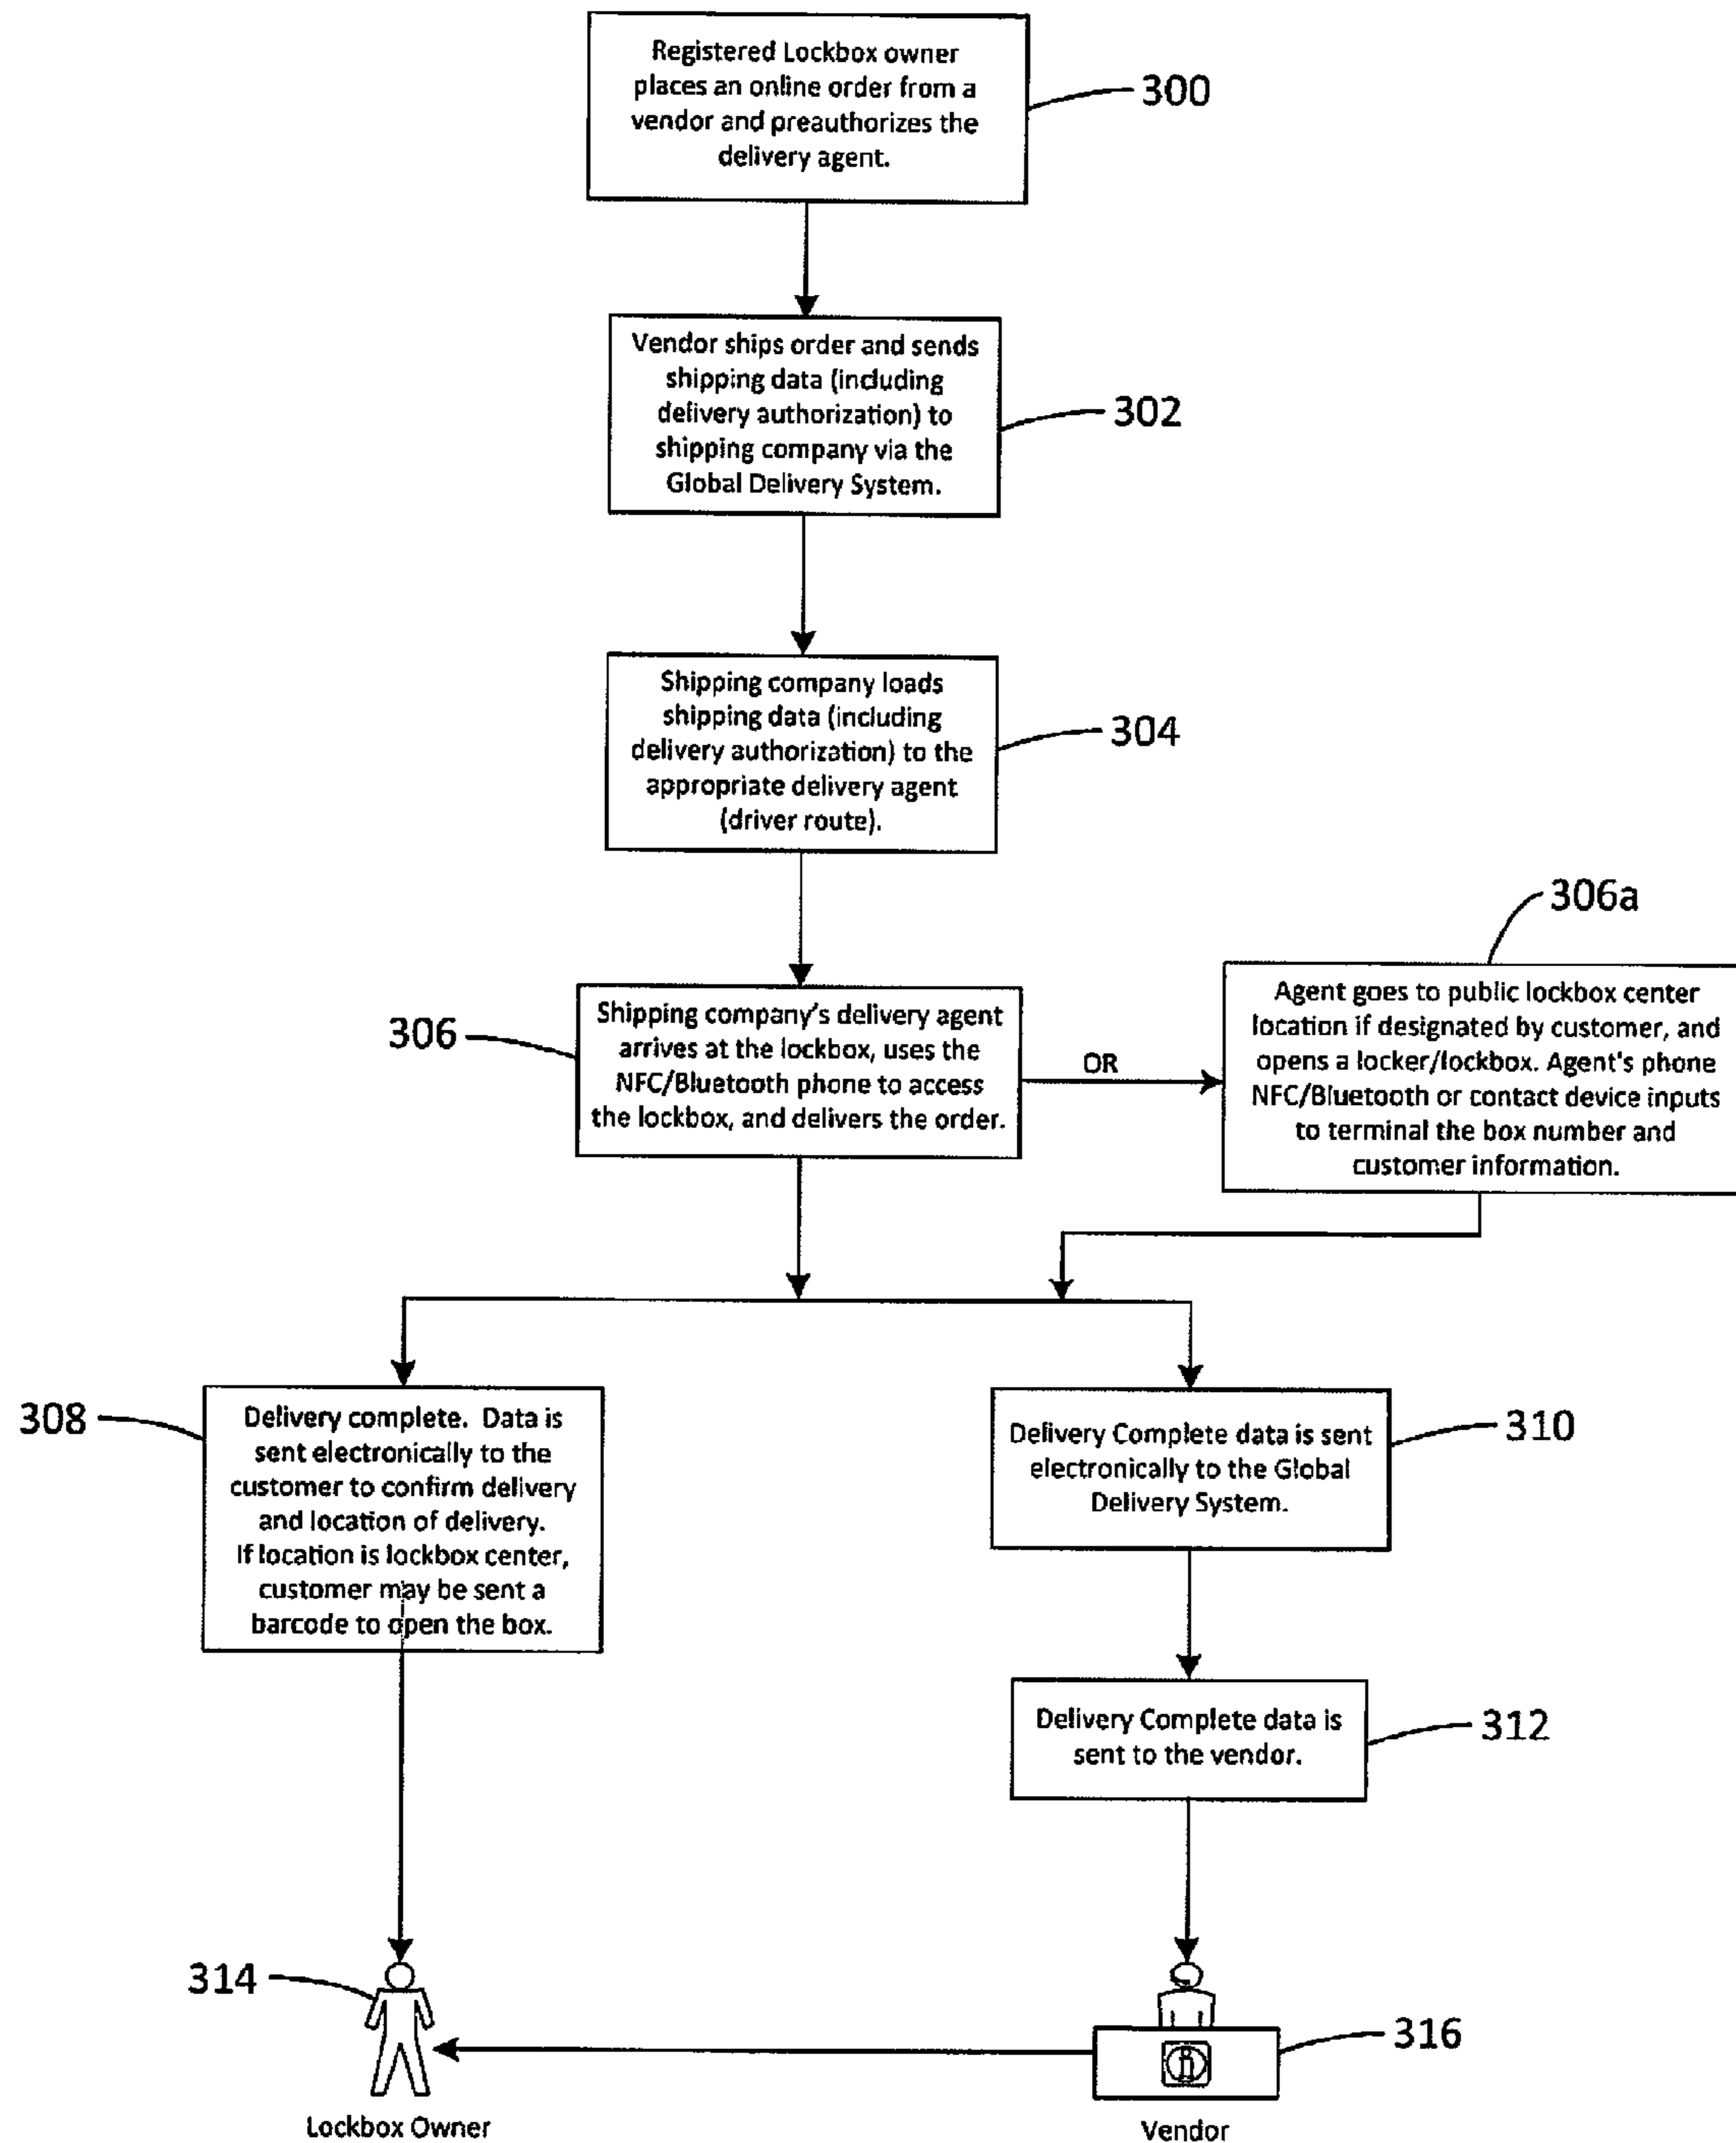 Registered Lockbox owner
places an online order from a
vendor and preauthorizes the
delivery agent.
300
Vendor ships order and sends
shipping data (including
delivery authorization) to
shipping company via the
Global Delivery System.
302
Shipping company loads
shipping data (including
delivery authorization) to the
appropriate delivery agent
(driver route).
304
306
Shipping company's delivery agent
arrives at the lockbox, uses the
NFC/Bluetooth phone to access
the lockbox, and delivers the order.
OR
306a
Agent goes to public lockbox center
location if designated by customer, and
opens a locker/lockbox. Agent's phone
NFC/Bluetooth or contact device inputs
to terminal the box number and
customer information.
308
Delivery complete. Data is
sent electronically to the
customer to confirm delivery
and location of delivery.
If location is lockbox center,
customer may be sent a
barcode to open the box.
Delivery Complete data is sent
electronically to the Global
Delivery System.
310
Delivery Complete data is
sent to the vendor.
312
314
316
i
Lockbox Owner
Vendor